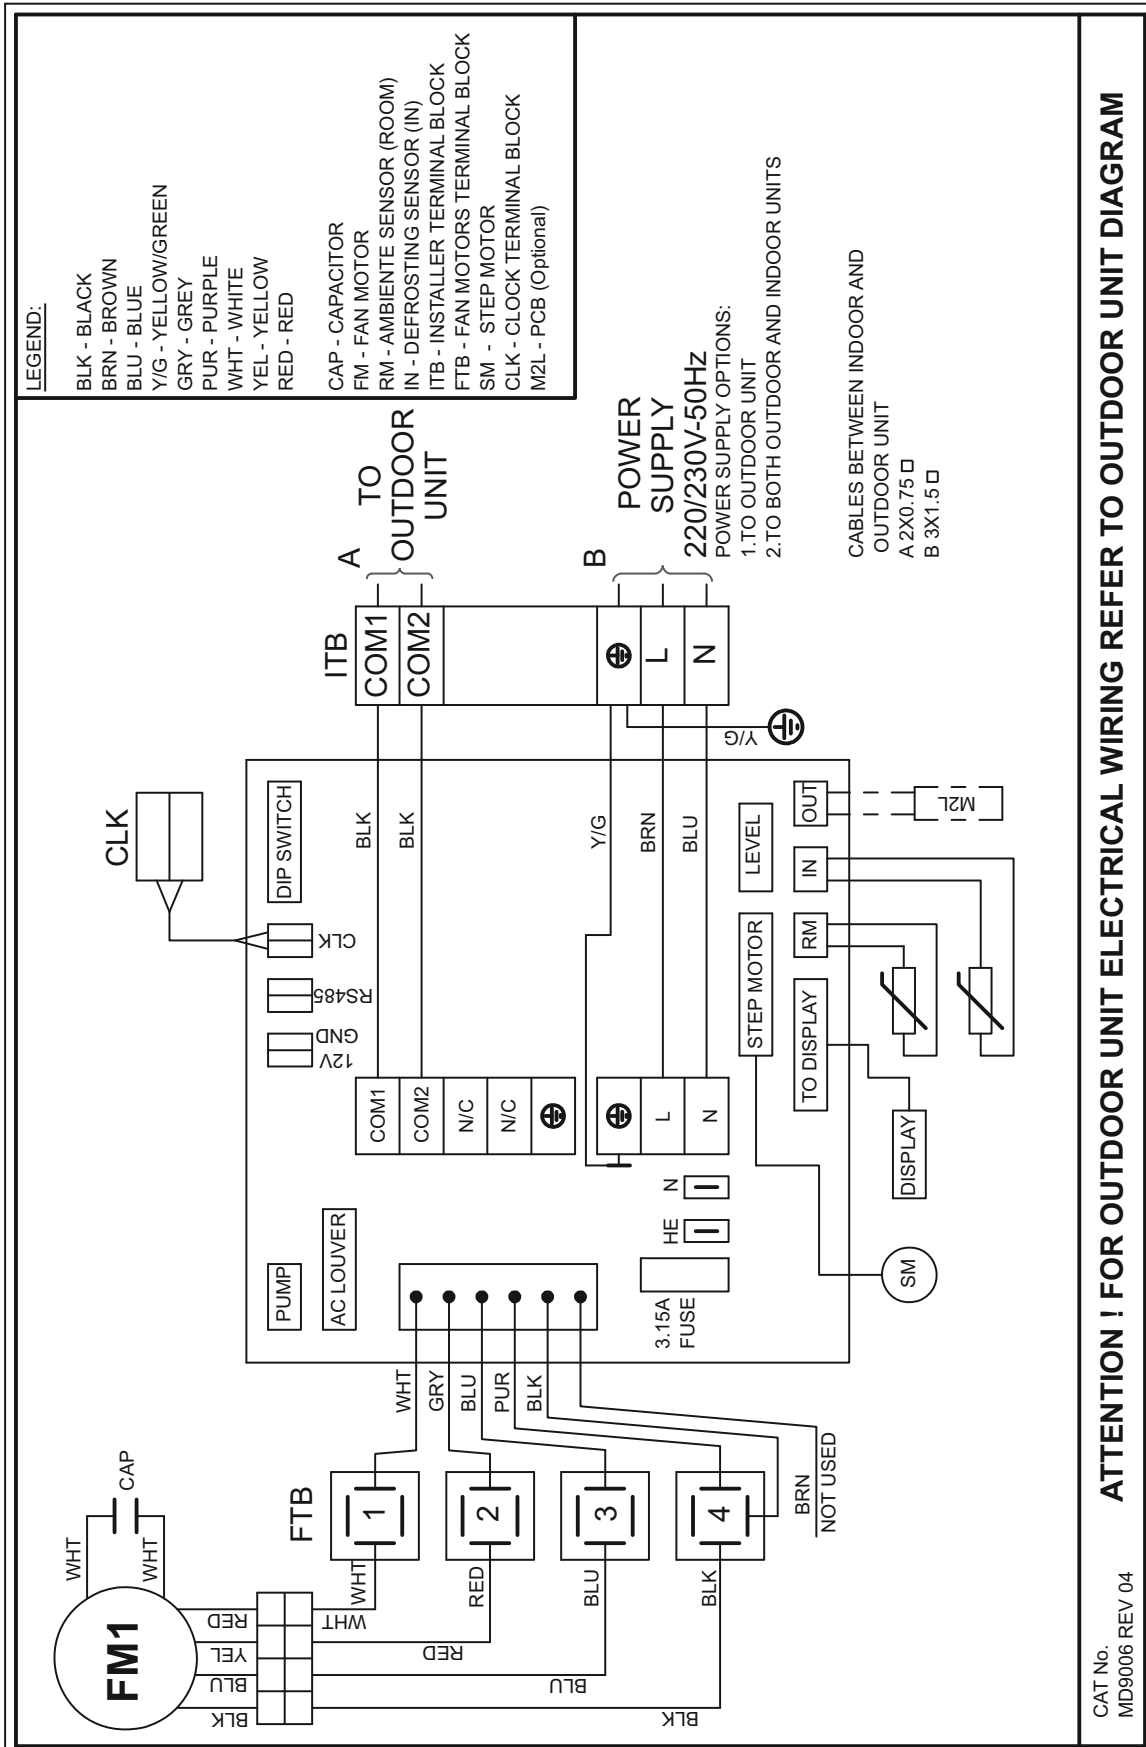 LEGEND:
BLK - BLACK
BRN - BROWN
BLU - BLUE
Y/G - YELLOW/GREEN
GRY - GREY
PUR - PURPLE
WHT - WHITE
YEL - YELLOW
RED - RED
CAP - CAPACITOR
FM - FAN MOTOR
RM - AMBIENTE SENSOR (ROOM)
IN - DEFROSTING SENSOR (IN)
ITB - INSTALLER TERMINAL BLOCK
FTB - FAN MOTORS TERMINAL BLOCK
SM - STEP MOTOR
CLK - CLOCK TERMINAL BLOCK
M2L - PCB (Optional)
CLK
ITB
A
TO
OUTDOOR
UNIT
COM1
COM2
B
POWER
SUPPLY
220/230V-50Hz
POWER SUPPLY OPTIONS:
1.TO OUTDOOR UNIT
2.TO BOTH OUTDOOR AND INDOOR UNITS
L
N
CABLES BETWEEN INDOOR AND
OUTDOOR UNIT
A 2X0.75 □
B 3X1.5 □
Y/G
DIP SWITCH
CLK
RS485
GND
12V
BLK
BLK
Y/G
BRN
BLU
COM1
COM2
N/C
N/C
L
N
PUMP
AC LOUVER
N
HE
3.15A
FUSE
LEVEL
STEP MOTOR
OUT
IN
RM
TO DISPLAY
M2L
DISPLAY
SM
WHT
GRY
BLU
PUR
BLK
BRN
NOT USED
FTB
1
2
3
4
WHT
RED
BLU
BLK
CAP
WHT
WHT
FM1
RED
YEL
BLU
BLK
WHT
RED
BLU
BLK
CAT No.
MD9006 REV 04
ATTENTION ! FOR OUTDOOR UNIT ELECTRICAL WIRING REFER TO OUTDOOR UNIT DIAGRAM